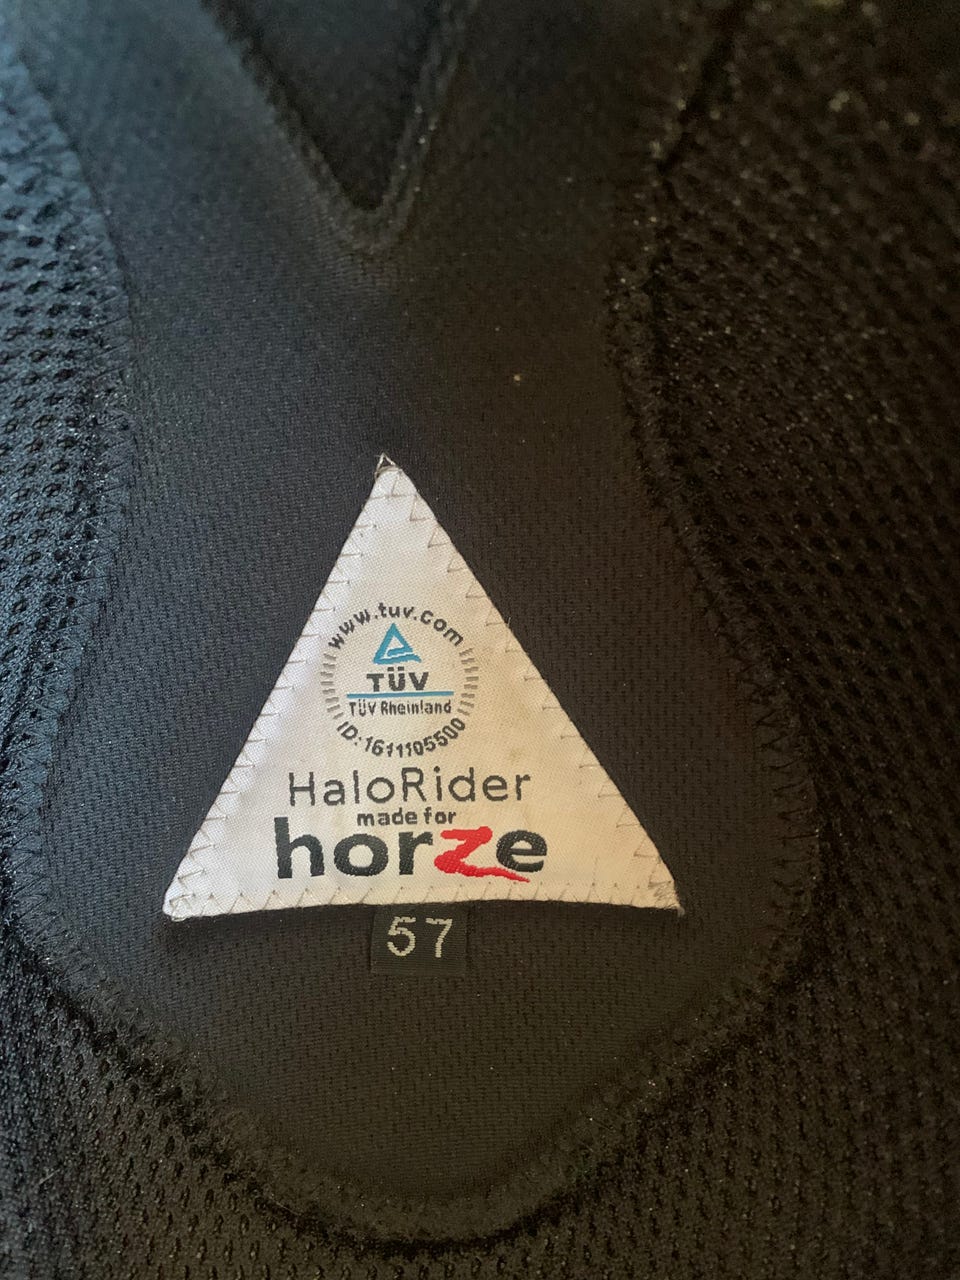 www.tuv.com
TÜV
TÜV Rheinland
ID: 1611105500
HaloRider
made for
horze
57